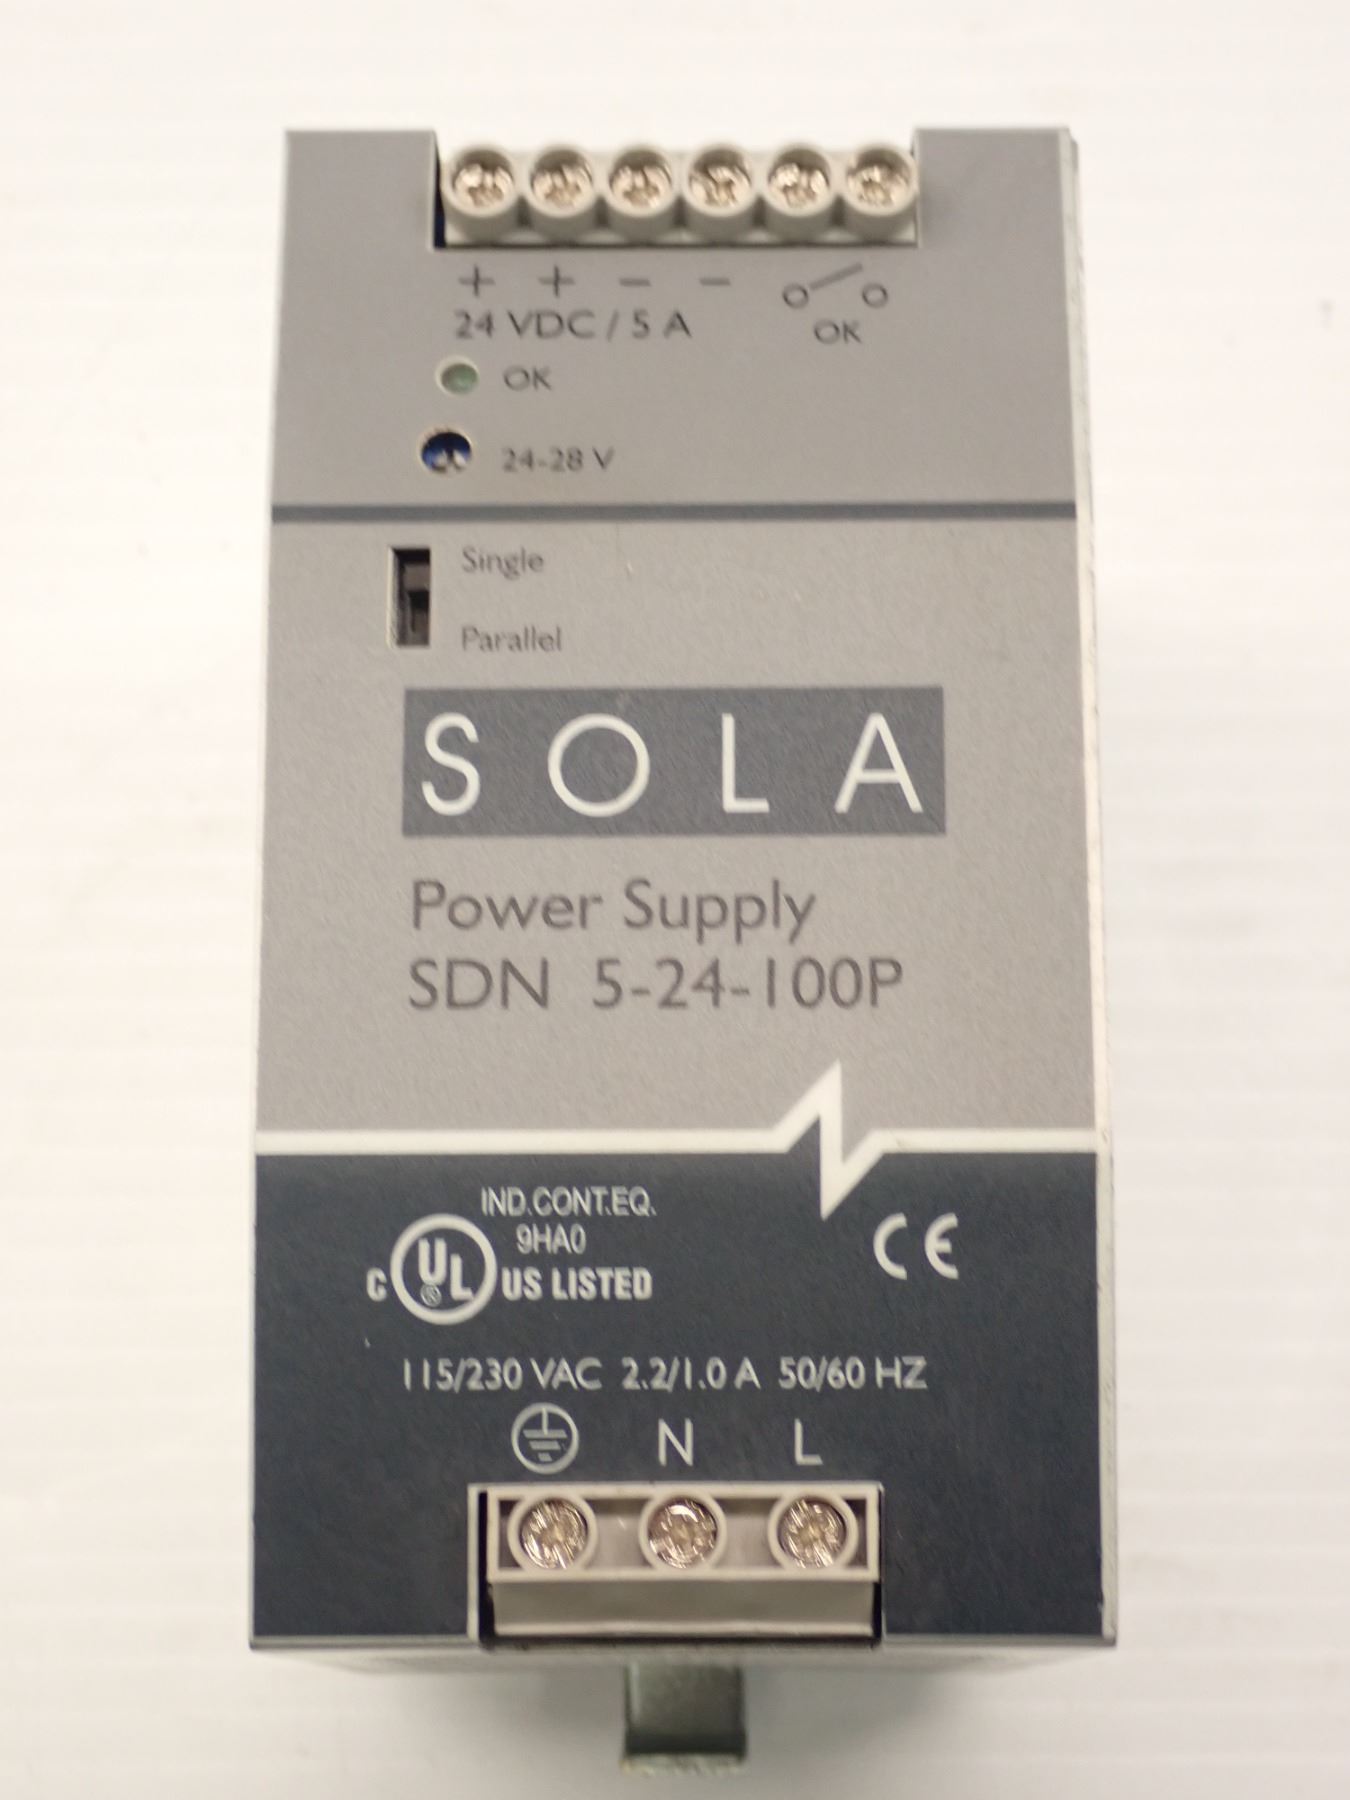 + + - -
24 VDC / 5 A
OK
OK
24-28 V
Single
Parallel
SOLA
Power Supply
SDN 5-24-100P
IND.CONT.EQ.
9HA0
C UL® US LISTED
CE
115/230 VAC 2.2/1.0 A 50/60 HZ
N L